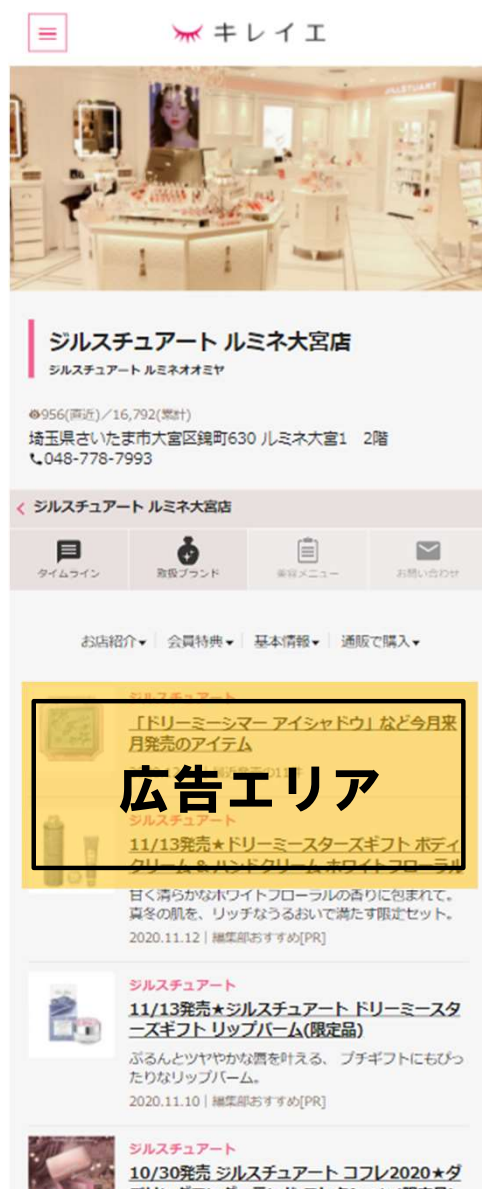 キレイエ
JILLSTUART
ジルスチュアート ルミネ大宮店
ジルスチュアート ルミネオオミヤ
956(直近)／16,792(累計)
埼玉県さいたま市大宮区錦町630 ルミネ大宮1　2階
048-778-7993
ジルスチュアート ルミネ大宮店
タイムライン
取扱ブランド
美容メニュー
お問い合わせ
お店紹介▾
会員特典▾
基本情報▾
通販で購入▾
ジルスチュアート
「ドリーミーシマー アイシャドウ」など今月来
月発売のアイテム
広告エリア
ジルスチュアート
11/13発売★ドリーミースターズギフト ボディ
クリーム & ハンドクリーム ホワイトフローラル
甘く清らかなホワイトフローラルの香りに包まれて。
真冬の肌を、リッチなうるおいで満たす限定セット。
2020.11.12 | 編集部おすすめ[PR]
ジルスチュアート
11/13発売★ジルスチュアート ドリーミースタ
ーズギフト リップバーム(限定品)
ぷるんとツヤやかな唇を叶える、 プチギフトにもぴっ
たりなリップバーム。
2020.11.10 | 編集部おすすめ[PR]
ジルスチュアート
10/30発売 ジルスチュアート コフレ2020★ダ